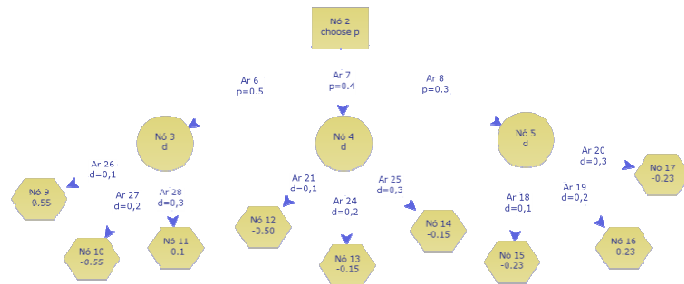 Nó 2
choose p
Ar 6
p=0.5
Ar 7
p=0.4
Ar 8
p=0.3
Nó 3
d
Nó 4
d
Nó 5
d
Ar 26
d=0,1
Ar 27
d=0,2
Ar 28
d=0,3
Ar 21
d=0,1
Ar 24
d=0,2
Ar 25
d=0,3
Ar 18
d=0,1
Ar 19
d=0,2
Ar 20
d=0,3
Nó 9
0.55
Nó 10
-0.55
Nó 11
0.1
Nó 12
-0.50
Nó 13
-0.15
Nó 14
-0.15
Nó 15
-0.23
Nó 16
0.23
Nó 17
-0.23